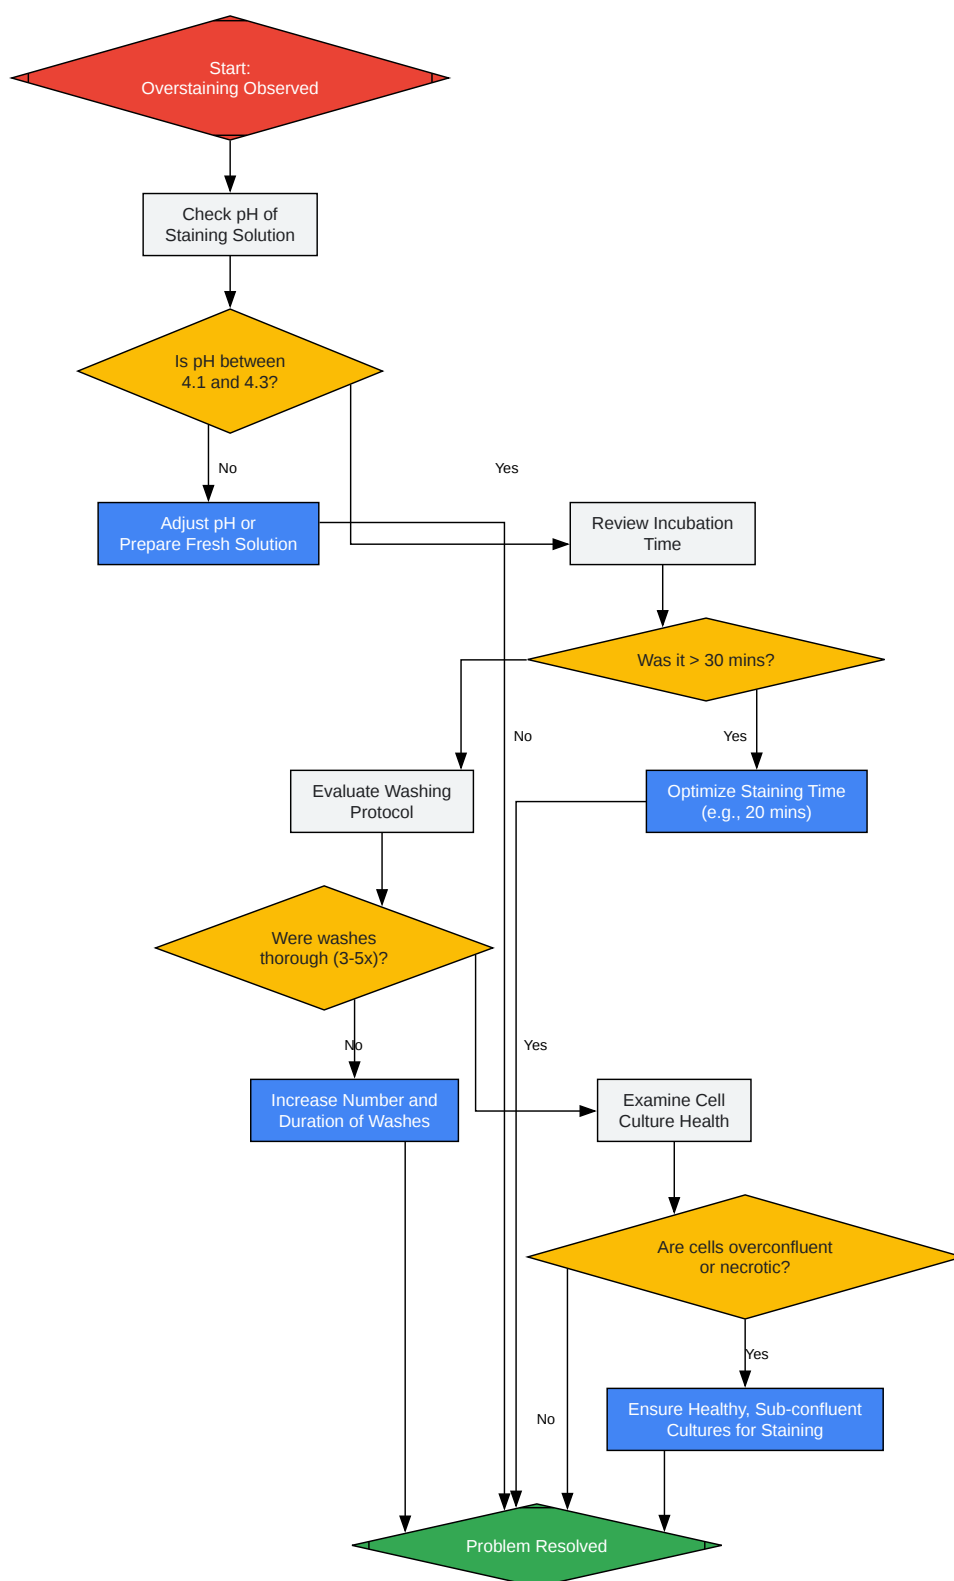 Start:
Overstaining Observed
Check pH of
Staining Solution
Is pH between
4.1 and 4.3?
No
Yes
Adjust pH or
Prepare Fresh Solution
Review Incubation
Time
Was it > 30 mins?
No
Yes
Evaluate Washing
Protocol
Optimize Staining Time
(e.g., 20 mins)
Were washes
thorough (3-5x)?
No
Yes
Increase Number and
Duration of Washes
Examine Cell
Culture Health
Are cells overconfluent
or necrotic?
Yes
No
Ensure Healthy, Sub-confluent
Cultures for Staining
Problem Resolved